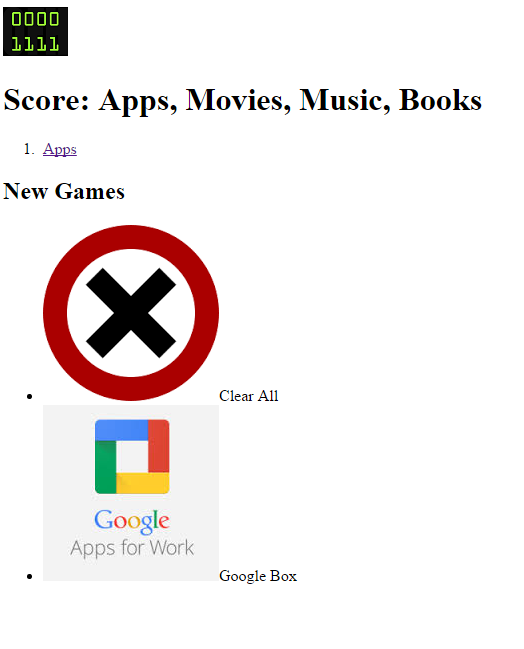 0000
1111
Score: Apps, Movies, Music, Books
1. Apps
New Games
Clear All
Google
Apps for Work
Google Box